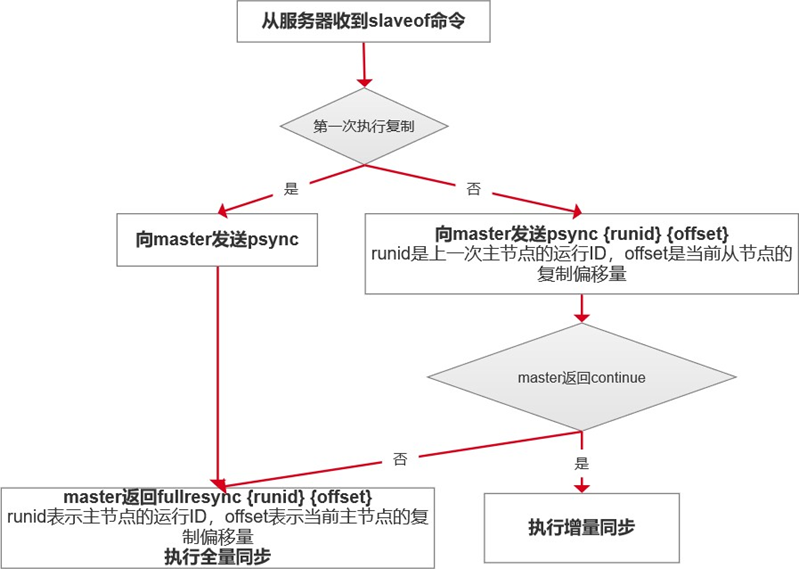 从服务器收到slaveof命令
第一次执行复制
是
否
向master发送psync
向master发送psync {runid} {offset}
runid是上一次主节点的运行ID，offset是当前从节点的
复制偏移量
master返回continue
否
是
master返回fullresync {runid} {offset}
runid表示主节点的运行ID，offset表示当前主节点的复
制偏移量
执行全量同步
执行增量同步